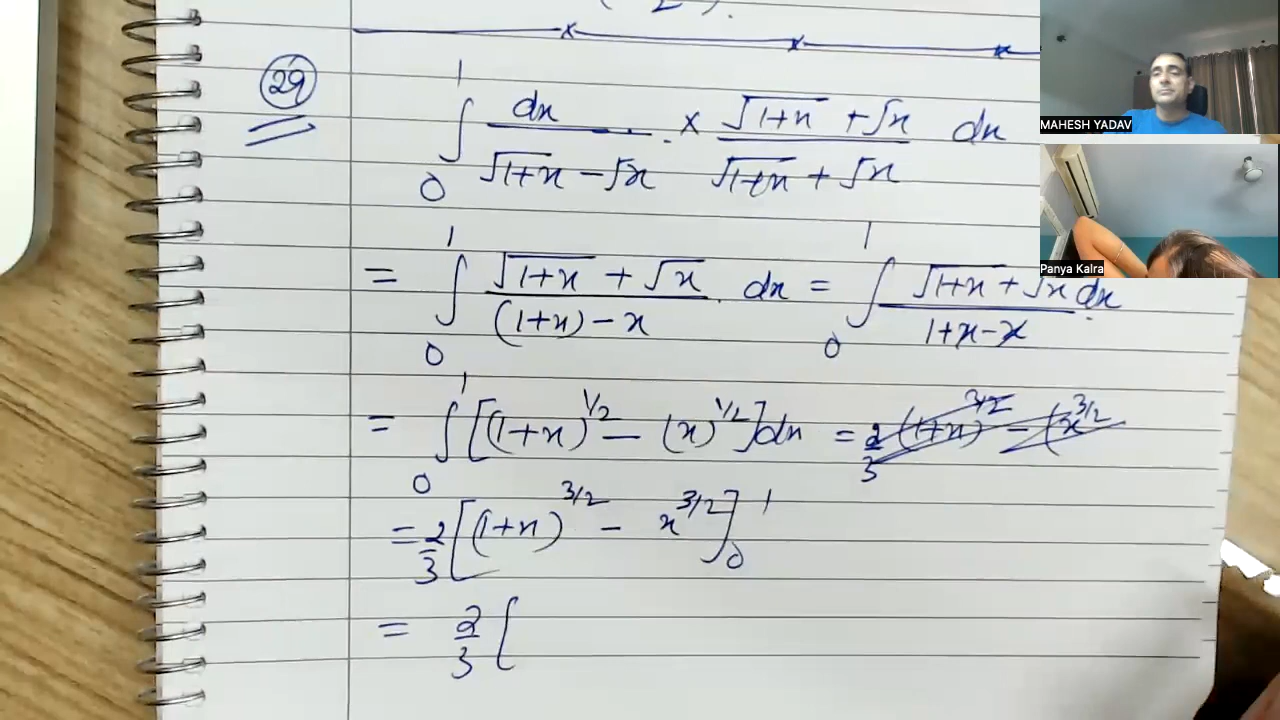 29
∫₀¹ dx / (√(1+x) − √x) × (√(1+x) + √x) / (√(1+x) + √x) dx
= ∫₀¹ (√(1+x) + √x) / ((1+x) − x) . dx = ∫₀¹ (√(1+x) + √x) dx / (1+x−x)
= ∫₀¹ [(1+x)^1/2 − (x)^1/2] dx = 2/3 (1+x)^3/2 − (x^3/2
= 2/3 [(1+x)^3/2 − x^3/2]₀¹
= 2/3 [
MAHESH YADAV
Panya Kalra